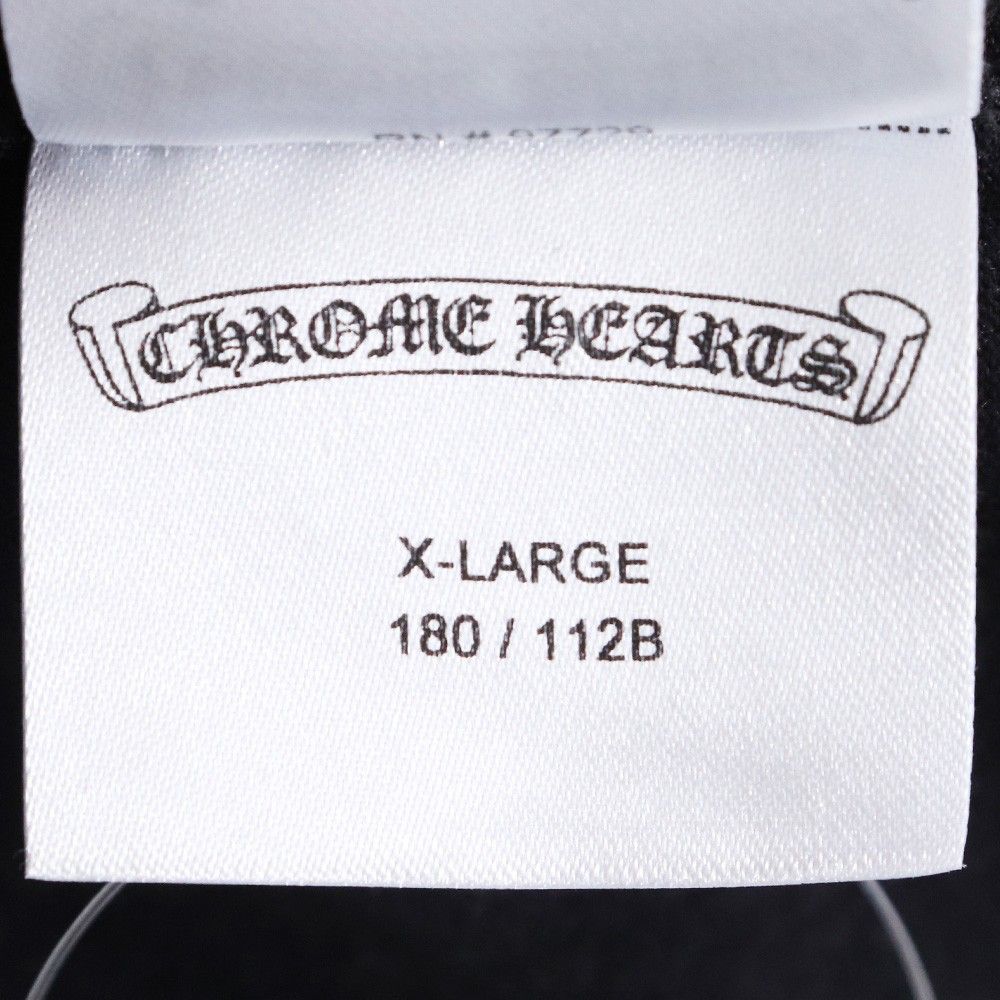 CHROME HEARTS
X-LARGE
180 / 112B